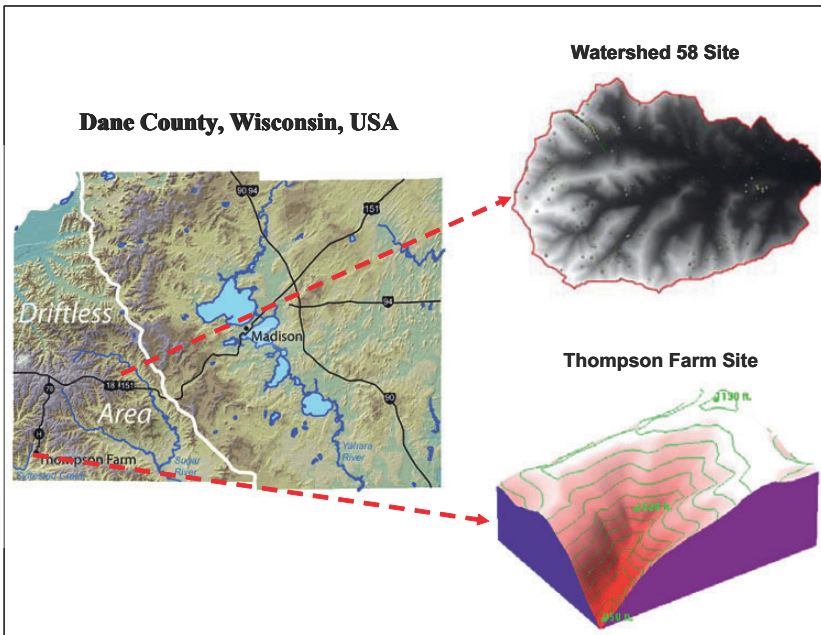 Watershed 58 Site
Dane County, Wisconsin, USA
90 94
151
Driftless
94
Madison
Thompson Farm Site
18 151
78
Area
90
1130 ft.
H
Thompson Farm
Sugar
River
Yahara
River
950 ft.